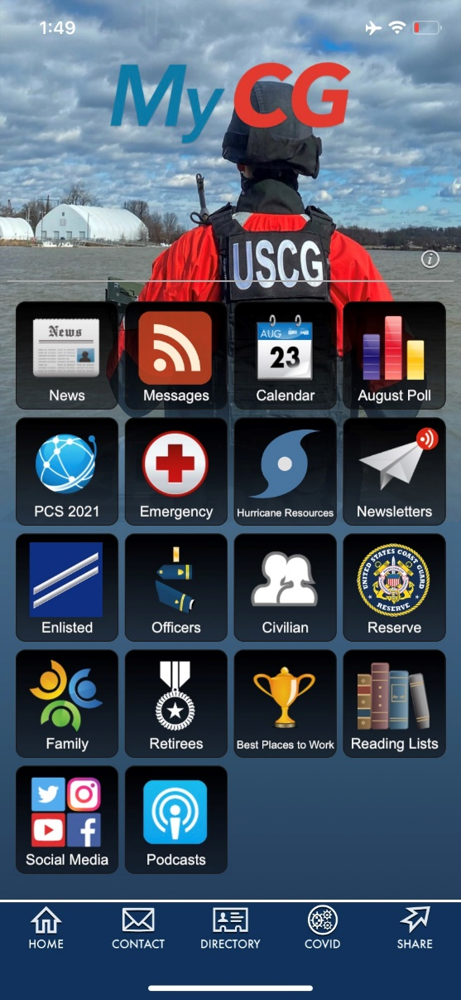 1:49
My CG
USCG
News
News
Messages
AUG
23
Calendar
August Poll
PCS 2021
Emergency
Hurricane Resources
Newsletters
Enlisted
Officers
Civilian
UNITED STATES COAST GUARD
RESERVE
Reserve
Family
Retirees
Best Places to Work
Reading Lists
Social Media
Podcasts
HOME
CONTACT
DIRECTORY
COVID
SHARE